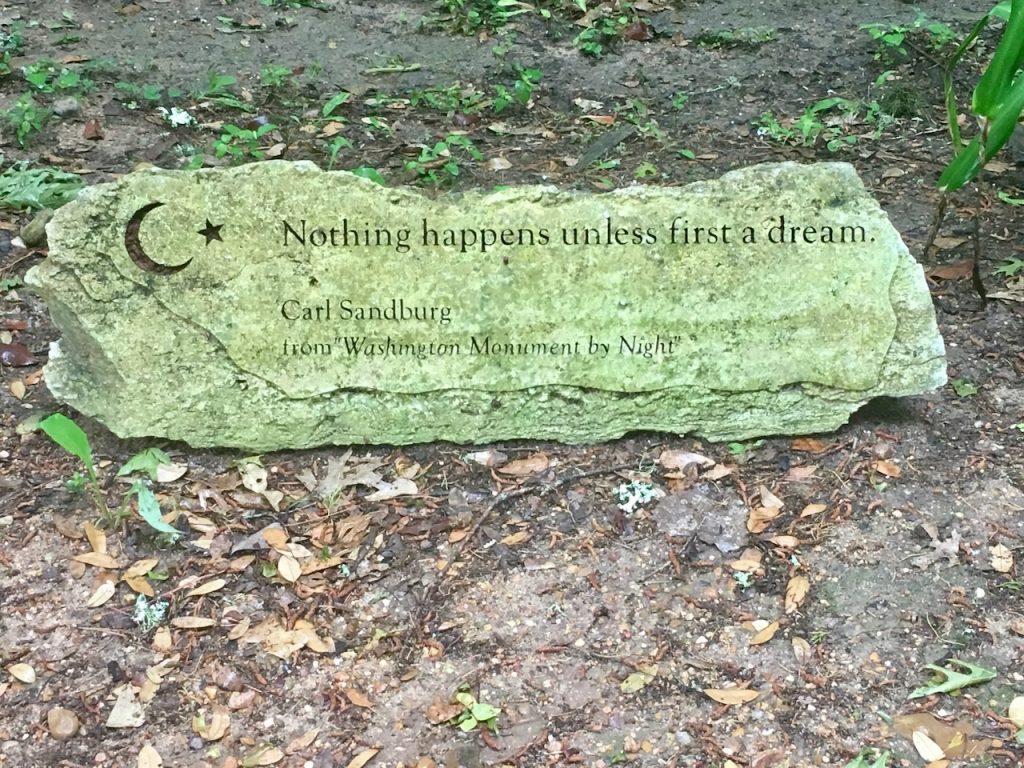 Nothing happens unless first a dream.
Carl Sandburg
from "Washington Monument by Night"